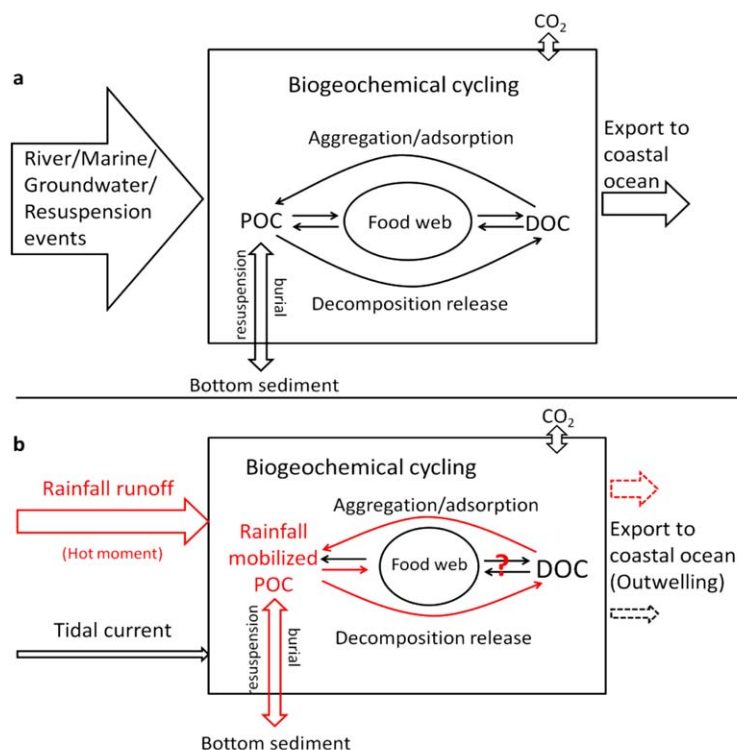 CO2
a
Biogeochemical cycling
Aggregation/adsorption
River/Marine/
Groundwater/
Resuspension
events
Export to
coastal
ocean
POC
Food web
DOC
resuspension
burial
Decomposition release
Bottom sediment
CO2
b
Biogeochemical cycling
Rainfall runoff
(Hot moment)
Aggregation/adsorption
Rainfall
mobilized
POC
Food web
?
DOC
Export to
coastal ocean
(Outwelling)
Tidal current
resuspension
burial
Decomposition release
Bottom sediment